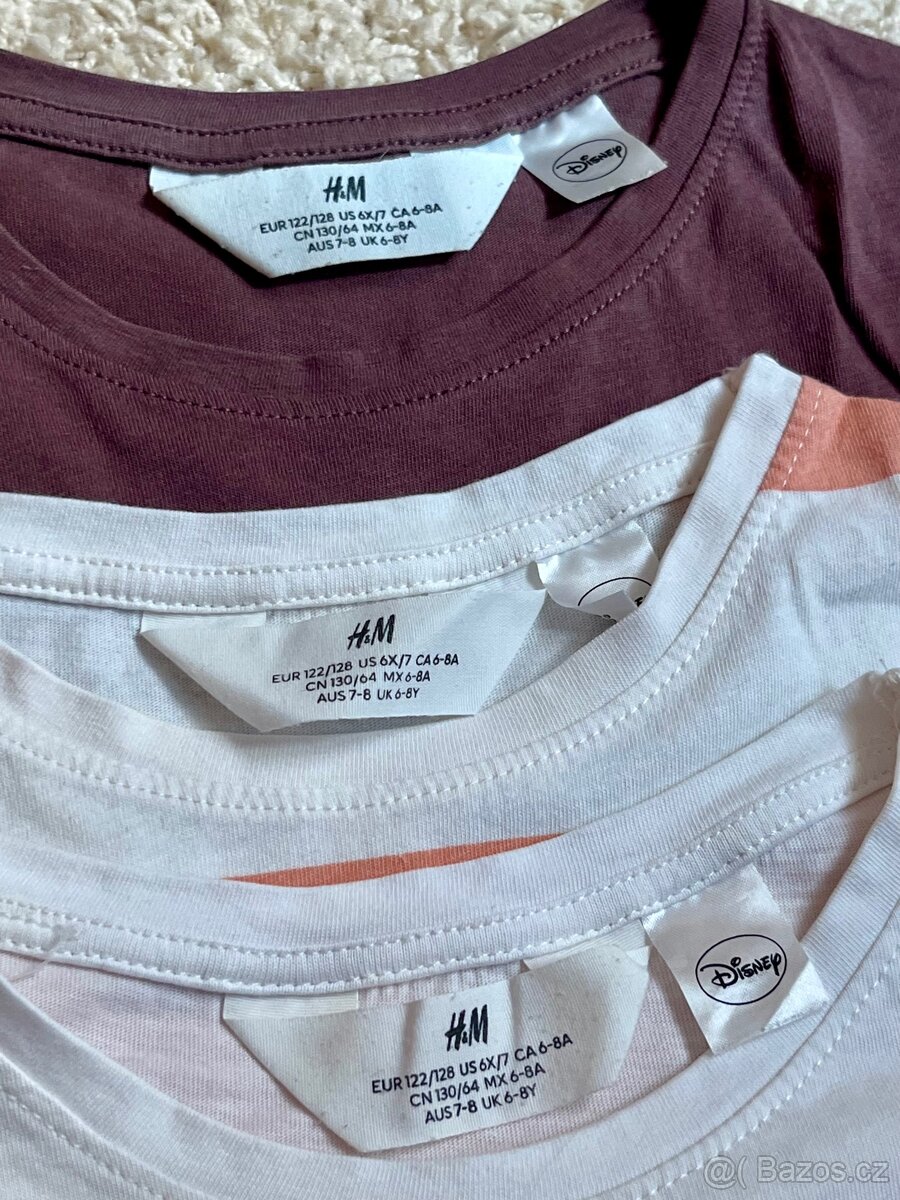 H&M
Disney
EUR 122/128 US 6X/7 CA 6-8A
CN 130/64 MX 6-8A
AUS 7-8 UK 6-8Y
H&M
EUR 122/128 US 6X/7 CA 6-8A
CN 130/64 MX 6-8A
AUS 7-8 UK 6-8Y
Disney
H&M
EUR 122/128 US 6X/7 CA 6-8A
CN 130/64 MX 6-8A
AUS 7-8 UK 6-8Y
@( Bazos.cz